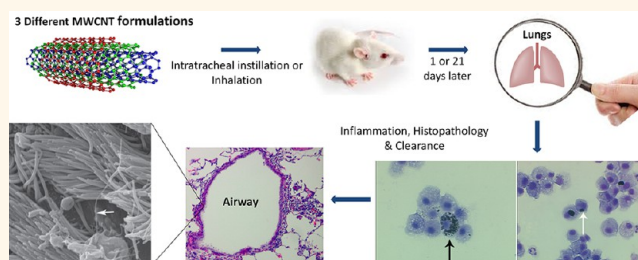 3 Different MWCNT formulations
Intratracheal instillation or
Inhalation
1 or 21
days later
Lungs
Inflammation, Histopathology
& Clearance
Airway